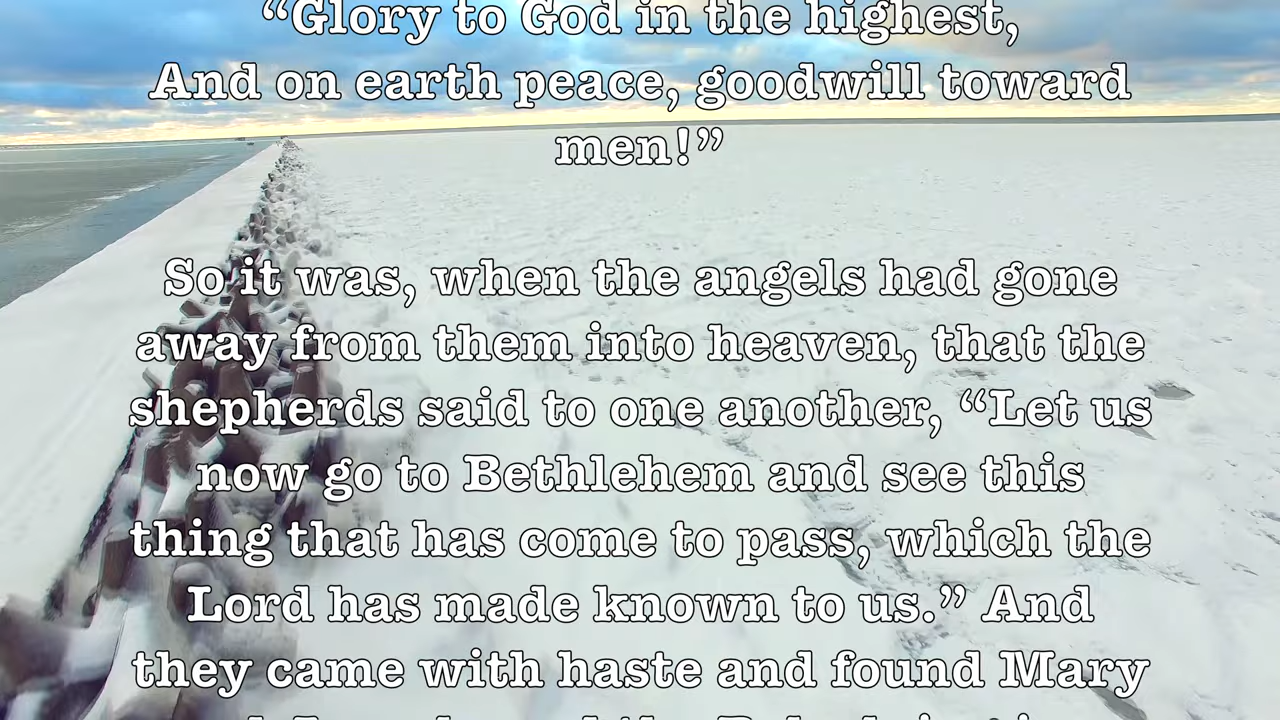 “Glory to God in the highest,
And on earth peace, goodwill toward
men!”
So it was, when the angels had gone
away from them into heaven, that the
shepherds said to one another, “Let us
now go to Bethlehem and see this
thing that has come to pass, which the
Lord has made known to us.” And
they came with haste and found Mary